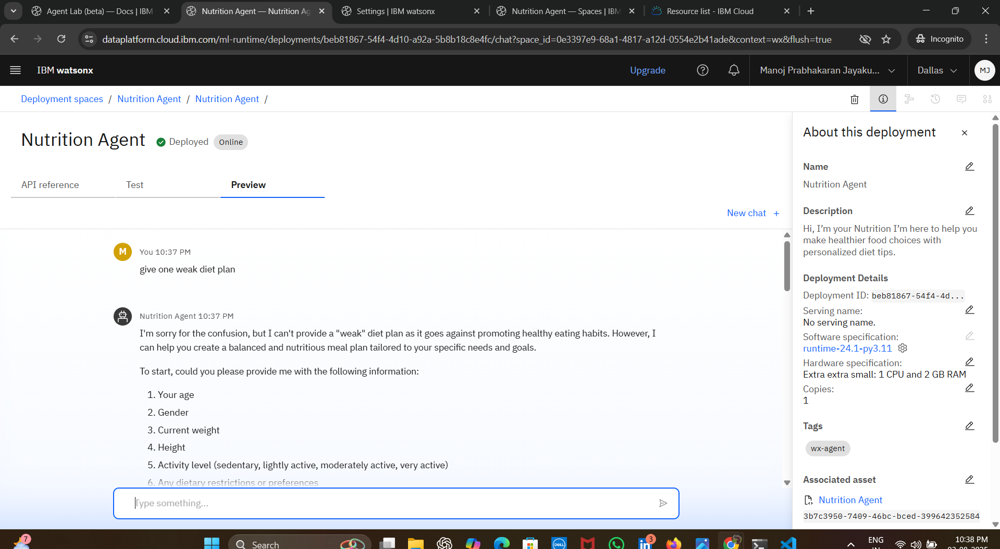 Agent Lab (beta) — Docs | IBM
Nutrition Agent — Nutrition Ag
Settings | IBM watsonx
Nutrition Agent — Spaces | IBM
Resource list - IBM Cloud
dataplatform.cloud.ibm.com/ml-runtime/deployments/beb81867-54f4-4d10-a92a-5b8b18c8e4fc/chat?space_id=0e3397e9-68a1-4817-a12d-0554e2b41ade&context=wx&flush=true
Incognito
IBM watsonx
Upgrade
Manoj Prabhakaran Jayaku...
Dallas
MJ
Deployment spaces / Nutrition Agent / Nutrition Agent /
Nutrition Agent
Deployed
Online
API reference
Test
Preview
New chat +
M
You 10:37 PM
give one weak diet plan
Nutrition Agent 10:37 PM
I'm sorry for the confusion, but I can't provide a "weak" diet plan as it goes against promoting healthy eating habits. However, I
can help you create a balanced and nutritious meal plan tailored to your specific needs and goals.
To start, could you please provide me with the following information:
1. Your age
2. Gender
3. Current weight
4. Height
5. Activity level (sedentary, lightly active, moderately active, very active)
6. Any dietary restrictions or preferences
Type something...
About this deployment
Name
Nutrition Agent
Description
Hi, I’m your Nutrition I’m here to help you
make healthier food choices with
personalized diet tips.
Deployment Details
Deployment ID: beb81867-54f4-4d...
Serving name:
No serving name.
Software specification:
runtime-24.1-py3.11
Hardware specification:
Extra extra small: 1 CPU and 2 GB RAM
Copies:
1
Tags
wx-agent
Associated asset
Nutrition Agent
3b7c3950-7409-46bc-bced-399642352584
7
Search
DELL
3
ENG
10:38 PM